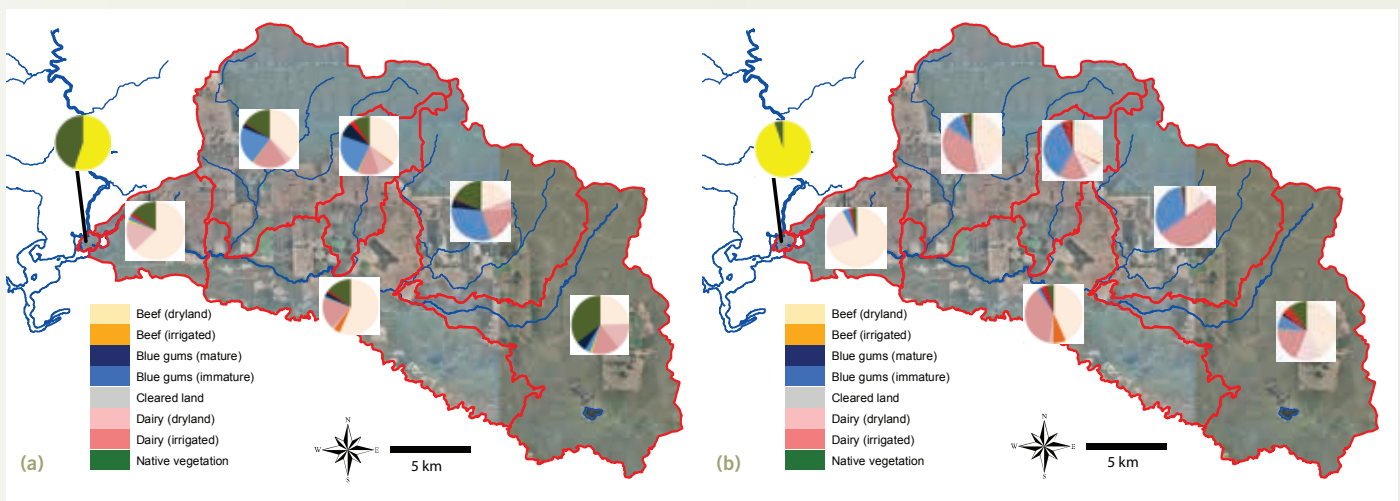 Beef (dryland)
Beef (irrigated)
Blue gums (mature)
Blue gums (immature)
Cleared land
Dairy (dryland)
Dairy (irrigated)
Native vegetation
(a)
N
W E
S
5 km
Beef (dryland)
Beef (irrigated)
Blue gums (mature)
Blue gums (immature)
Cleared land
Dairy (dryland)
Dairy (irrigated)
Native vegetation
(b)
N
W E
S
5 km